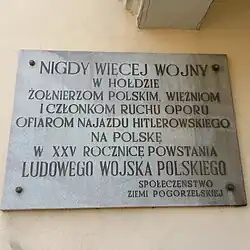 NIGDY WIĘCEJ WOJNY
W HOŁDZIE
ŻOŁNIERZOM POLSKIM, WIĘŹNIOM
I CZŁONKOM RUCHU OPORU
OFIAROM NAJAZDU HITLEROWSKIEGO
NA POLSKĘ
W XXV ROCZNICĘ POWSTANIA
LUDOWEGO WOJSKA POLSKIEGO
SPOŁECZEŃSTWO
ZIEMI POGORZELSKIEJ